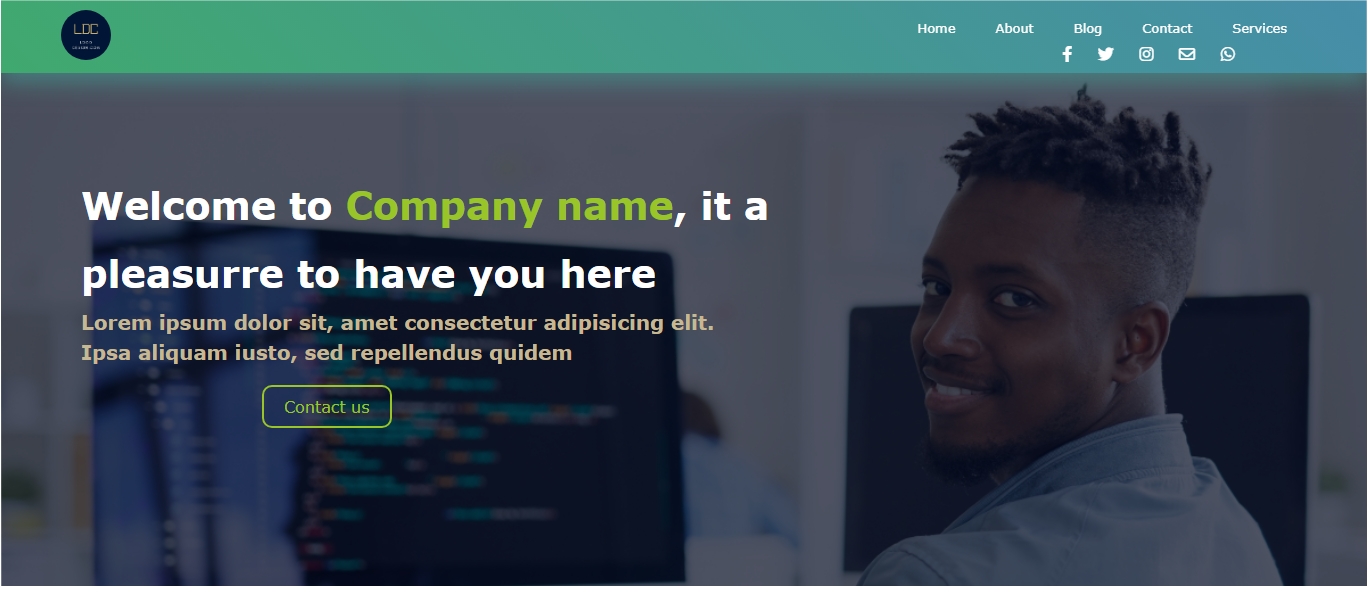 LDC
Home About Blog Contact Services
Welcome to Company name, it a
pleasurre to have you here
Lorem ipsum dolor sit, amet consectetur adipisicing elit.
Ipsa aliquam iusto, sed repellendus quidem
Contact us